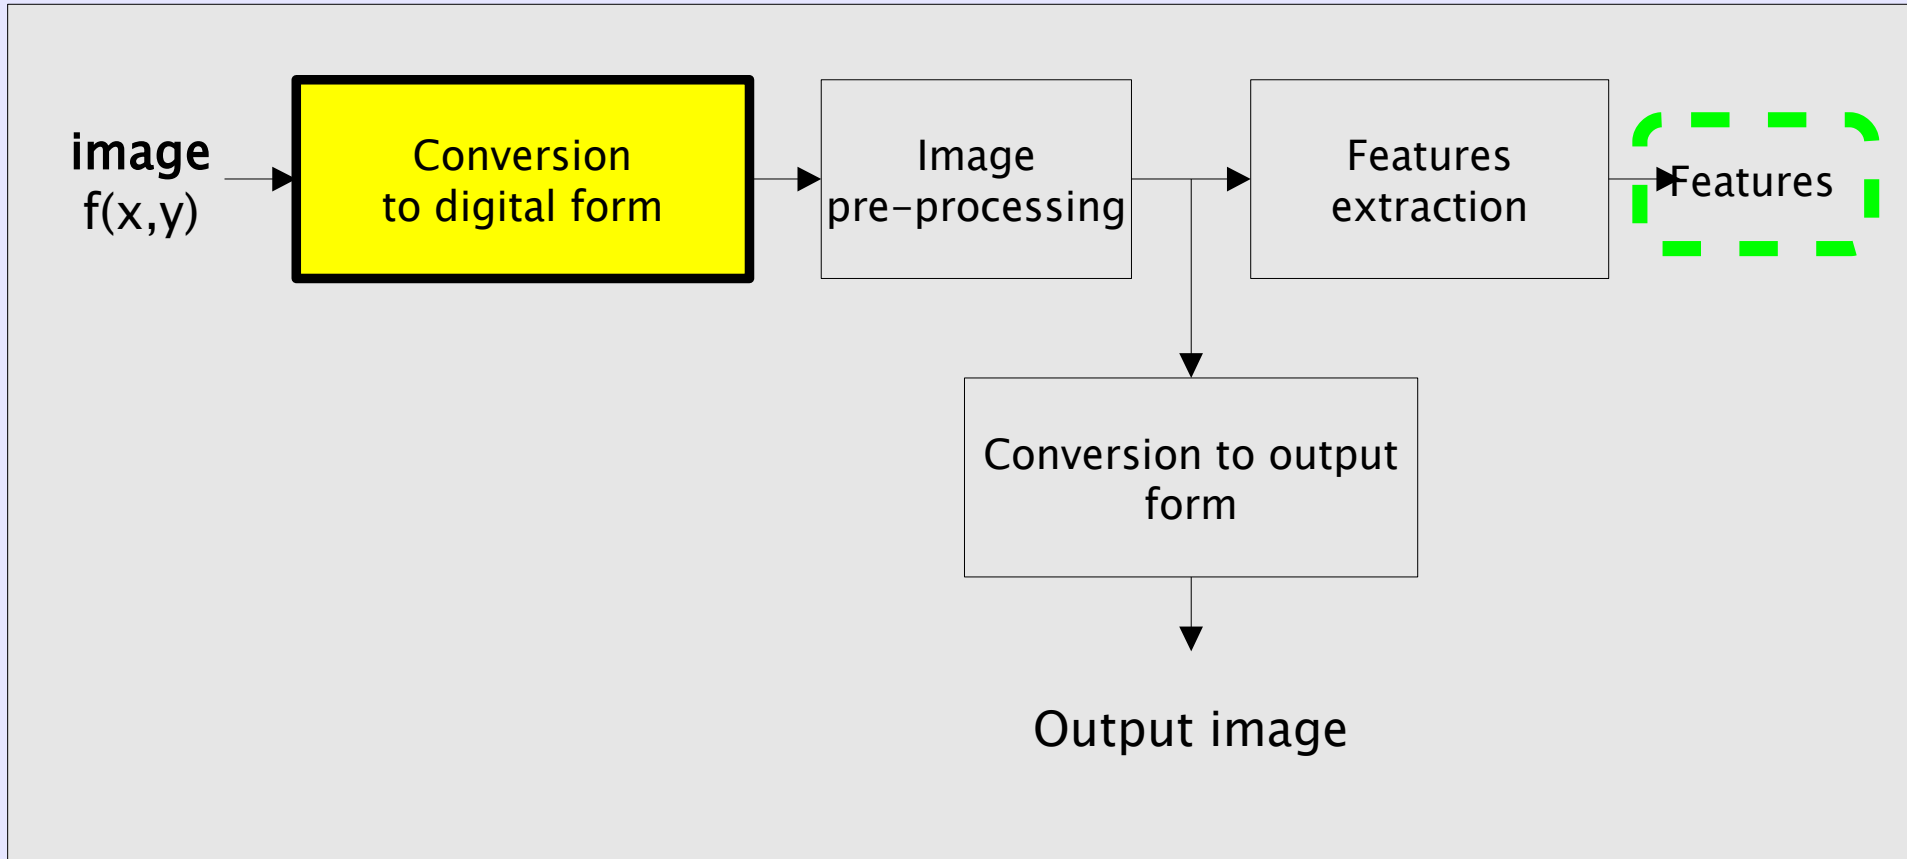 image
f(x,y)
Conversion
to digital form
Image
pre-processing
Features
extraction
Features
Conversion to output
form
Output image